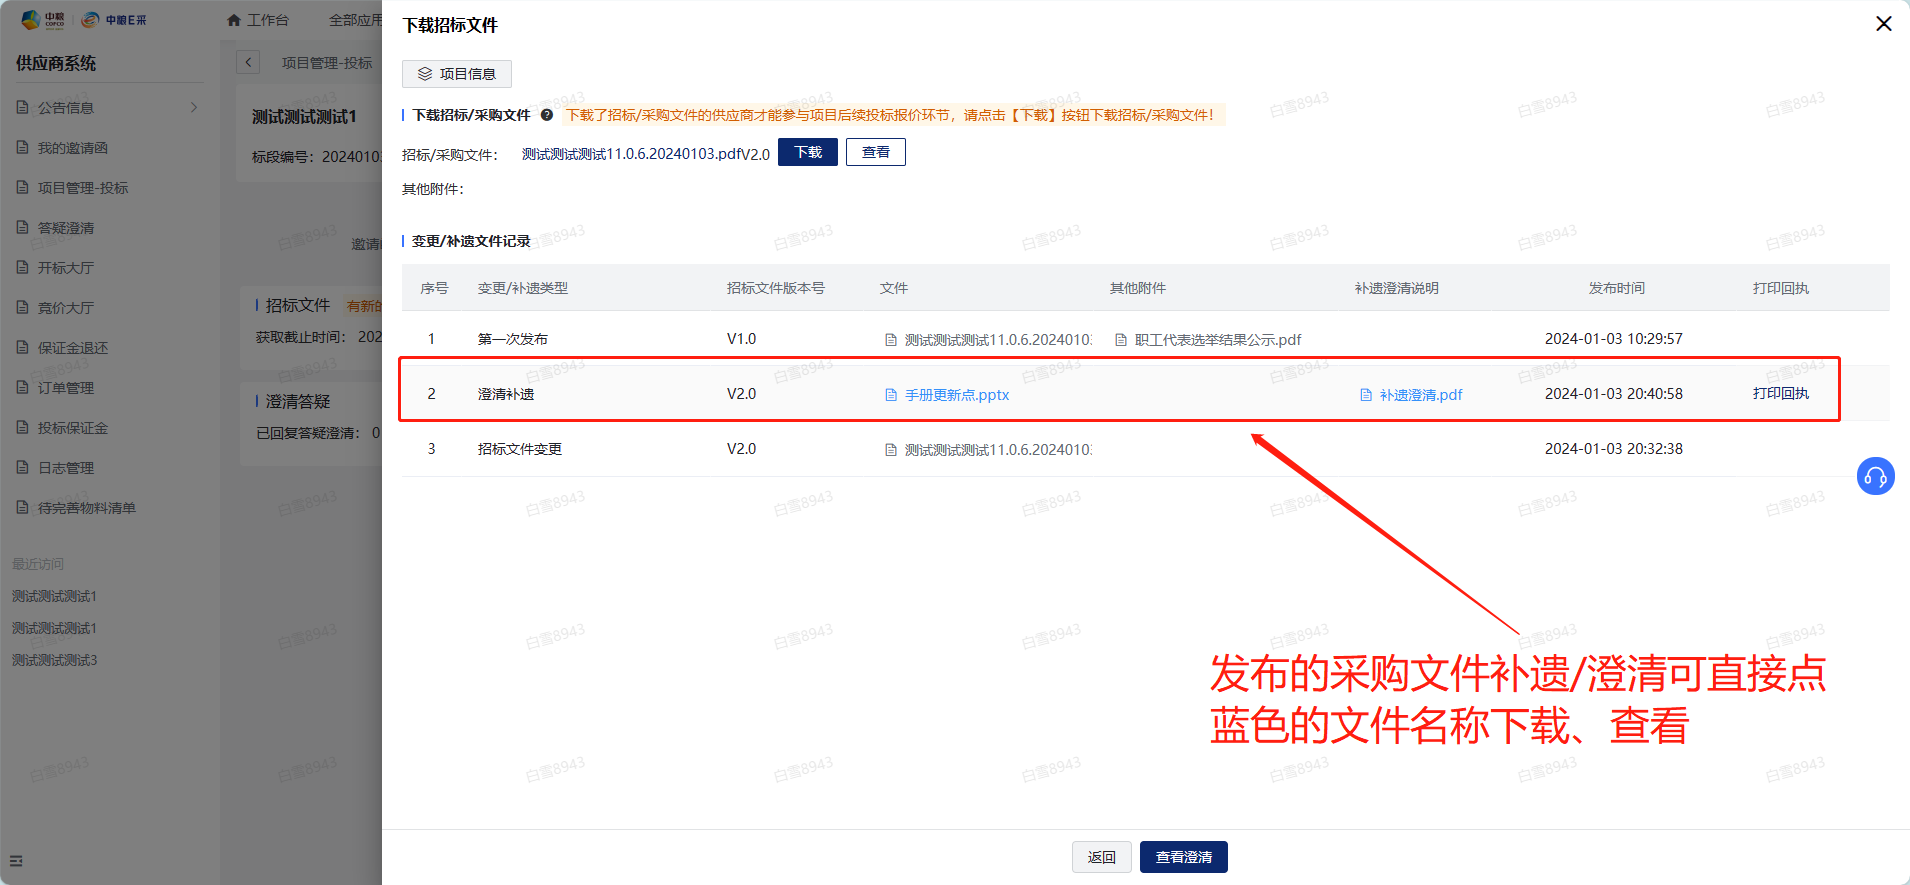 中粮
COFCO
中粮E采
工作台
全部应用
供应商系统
公告信息
我的邀请函
项目管理-投标
答疑澄清
开标大厅
竞价大厅
保证金退还
订单管理
投标保证金
日志管理
待完善物料清单
最近访问
测试测试测试1
测试测试测试1
测试测试测试3
项目管理-投标
测试测试测试1
标段编号：2024010
邀请
招标文件
有新的
获取截止时间： 202
澄清答疑
已回复答疑澄清： 0
下载招标文件
项目信息
下载招标/采购文件
下载了招标/采购文件的供应商才能参与项目后续投标报价环节，请点击【下载】按钮下载招标/采购文件！
招标/采购文件： 测试测试测试11.0.6.20240103.pdfV2.0 下载 查看
其他附件：
变更/补遗文件记录
序号 变更/补遗类型 招标文件版本号 文件 其他附件 补遗澄清说明 发布时间 打印回执
1 第一次发布 V1.0 测试测试测试11.0.6.2024010 职工代表选举结果公示.pdf 2024-01-03 10:29:57
2 澄清补遗 V2.0 手册更新点.pptx 补遗澄清.pdf 2024-01-03 20:40:58 打印回执
3 招标文件变更 V2.0 测试测试测试11.0.6.2024010 2024-01-03 20:32:38
发布的采购文件补遗/澄清可直接点
蓝色的文件名称下载、查看
返回
查看澄清
白雪8943